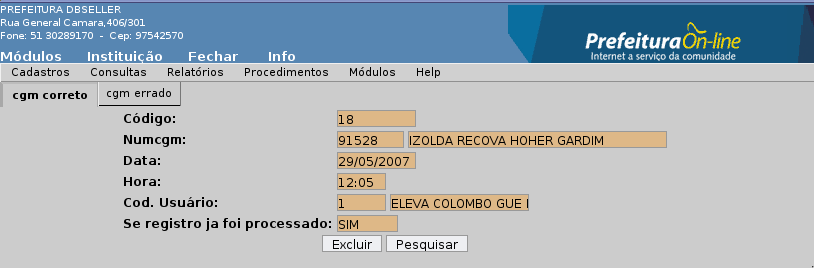 PREFEITURA DBSELLER
Rua General Camara,406/301
Fone: 51 30289170 - Cep: 97542570
PrefeituraOn-line
Internet a serviço da comunidade
Módulos Instituição Fechar Info
Cadastros Consultas Relatórios Procedimentos Módulos Help
cgm correto cgm errado
Código: 18
Numcgm: 91528 IZOLDA RECOVA HOHER GARDIM
Data: 29/05/2007
Hora: 12:05
Cod. Usuário: 1 ELEVA COLOMBO GUE
Se registro ja foi processado: SIM
Excluir Pesquisar